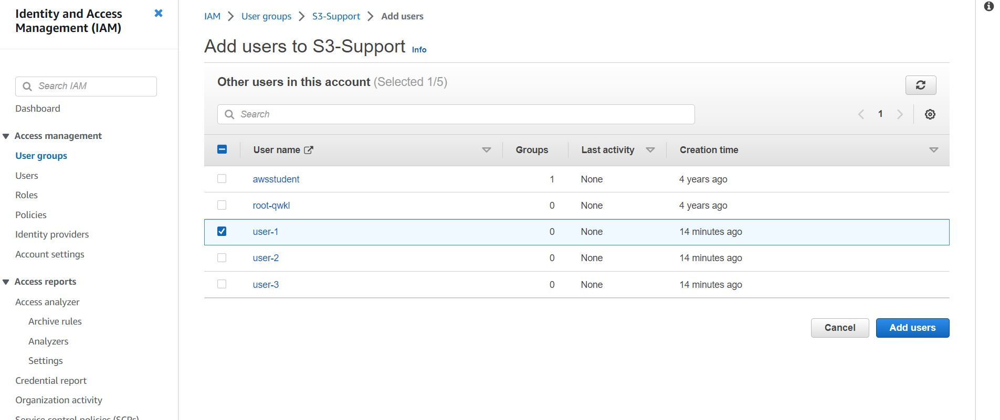 Identity and Access
Management (IAM)
Search IAM
Dashboard
Access management
User groups
Users
Roles
Policies
Identity providers
Account settings
Access reports
Access analyzer
Archive rules
Analyzers
Settings
Credential report
Organization activity
Service control policies (SCPs)
IAM > User groups > S3-Support > Add users
Add users to S3-Support Info
Other users in this account (Selected 1/5)
Search
1
User name Groups Last activity Creation time
awsstudent 1 None 4 years ago
root-qwkl 0 None 4 years ago
user-1 0 None 14 minutes ago
user-2 0 None 14 minutes ago
user-3 0 None 14 minutes ago
Cancel Add users